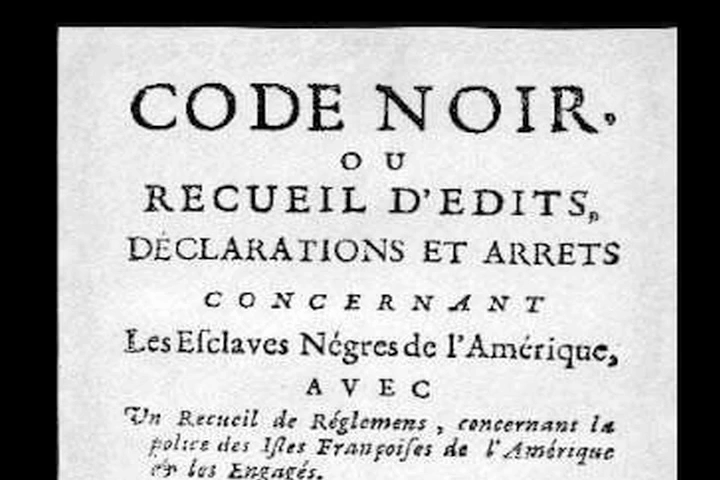 CODE NOIR,
OU
RECUEIL D'EDITS,
DÉCLARATIONS ET ARRETS
CONCERNANT
Les Eſclaves Négres de l'Amérique,
AVEC
Un Recueil de Réglemens, concernant la
police des Iſles Françoiſes de l'Amérique
& les Engagés.